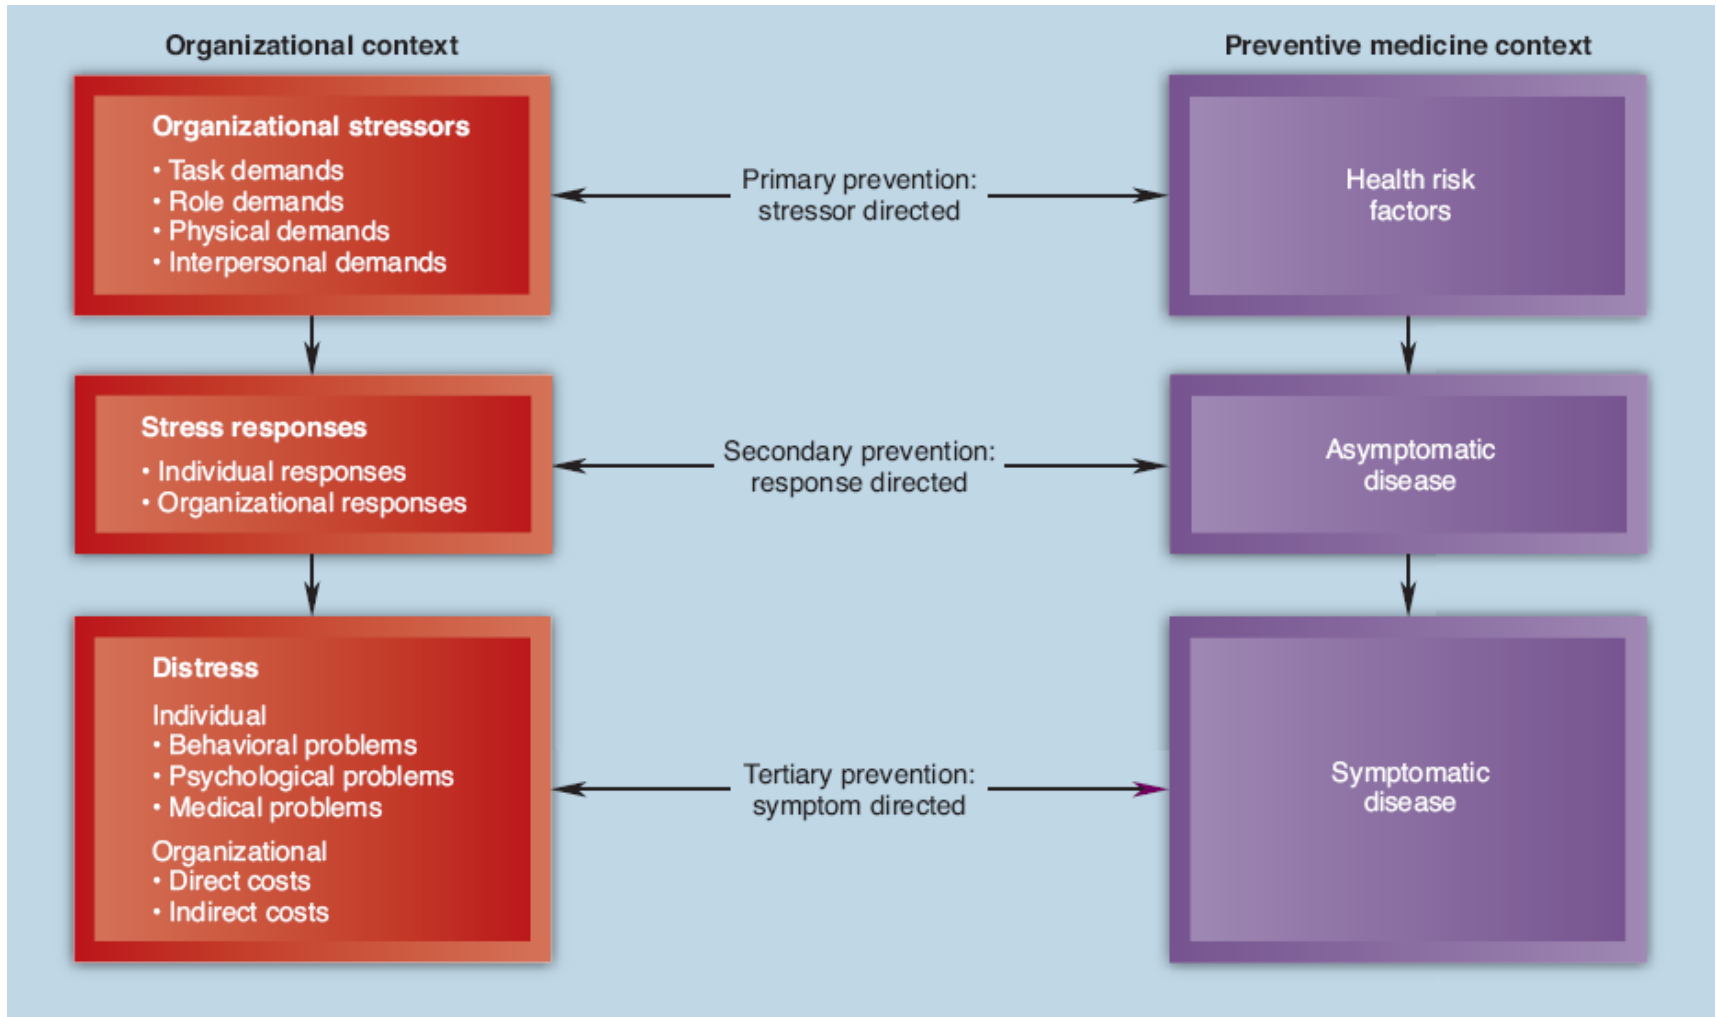 Organizational context
Organizational stressors
• Task demands
• Role demands
• Physical demands
• Interpersonal demands
Stress responses
• Individual responses
• Organizational responses
Distress
Individual
• Behavioral problems
• Psychological problems
• Medical problems
Organizational
• Direct costs
• Indirect costs
Primary prevention:
stressor directed
Secondary prevention:
response directed
Tertiary prevention:
symptom directed
Preventive medicine context
Health risk
factors
Asymptomatic
disease
Symptomatic
disease